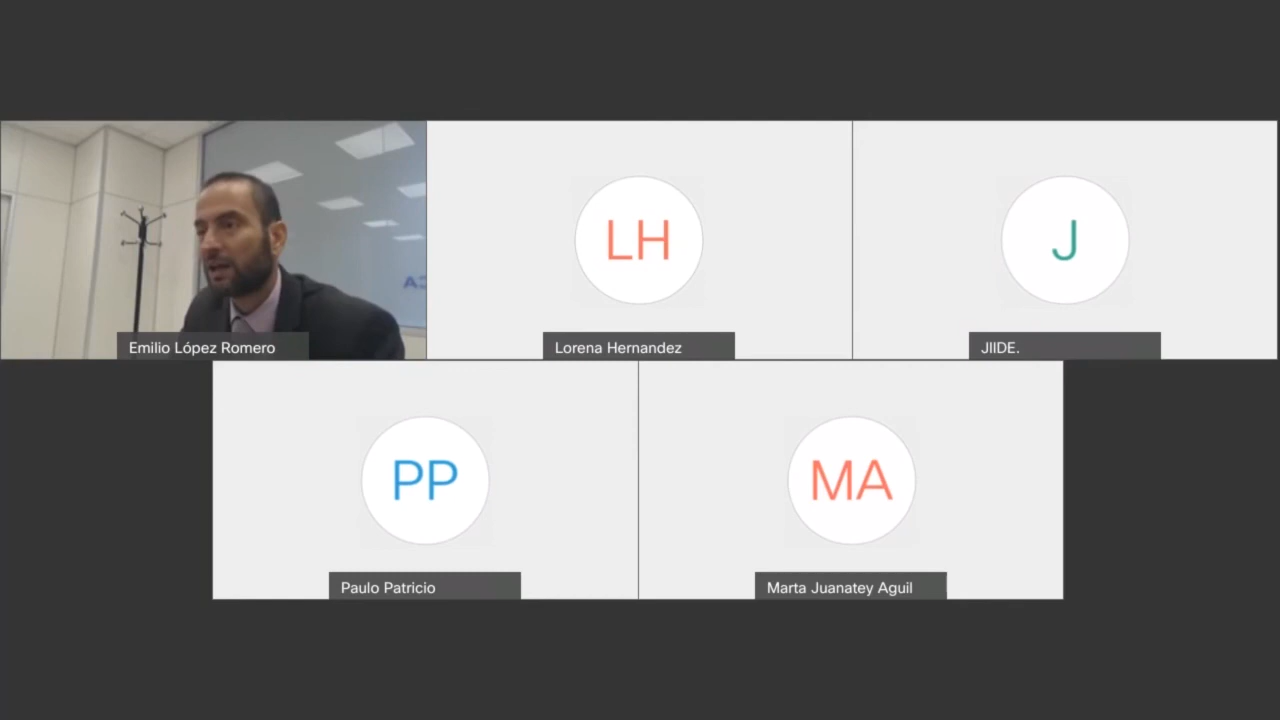 Emilio López Romero
LH
Lorena Hernandez
J
JIIDE.
PP
Paulo Patricio
MA
Marta Juanatey Aguil